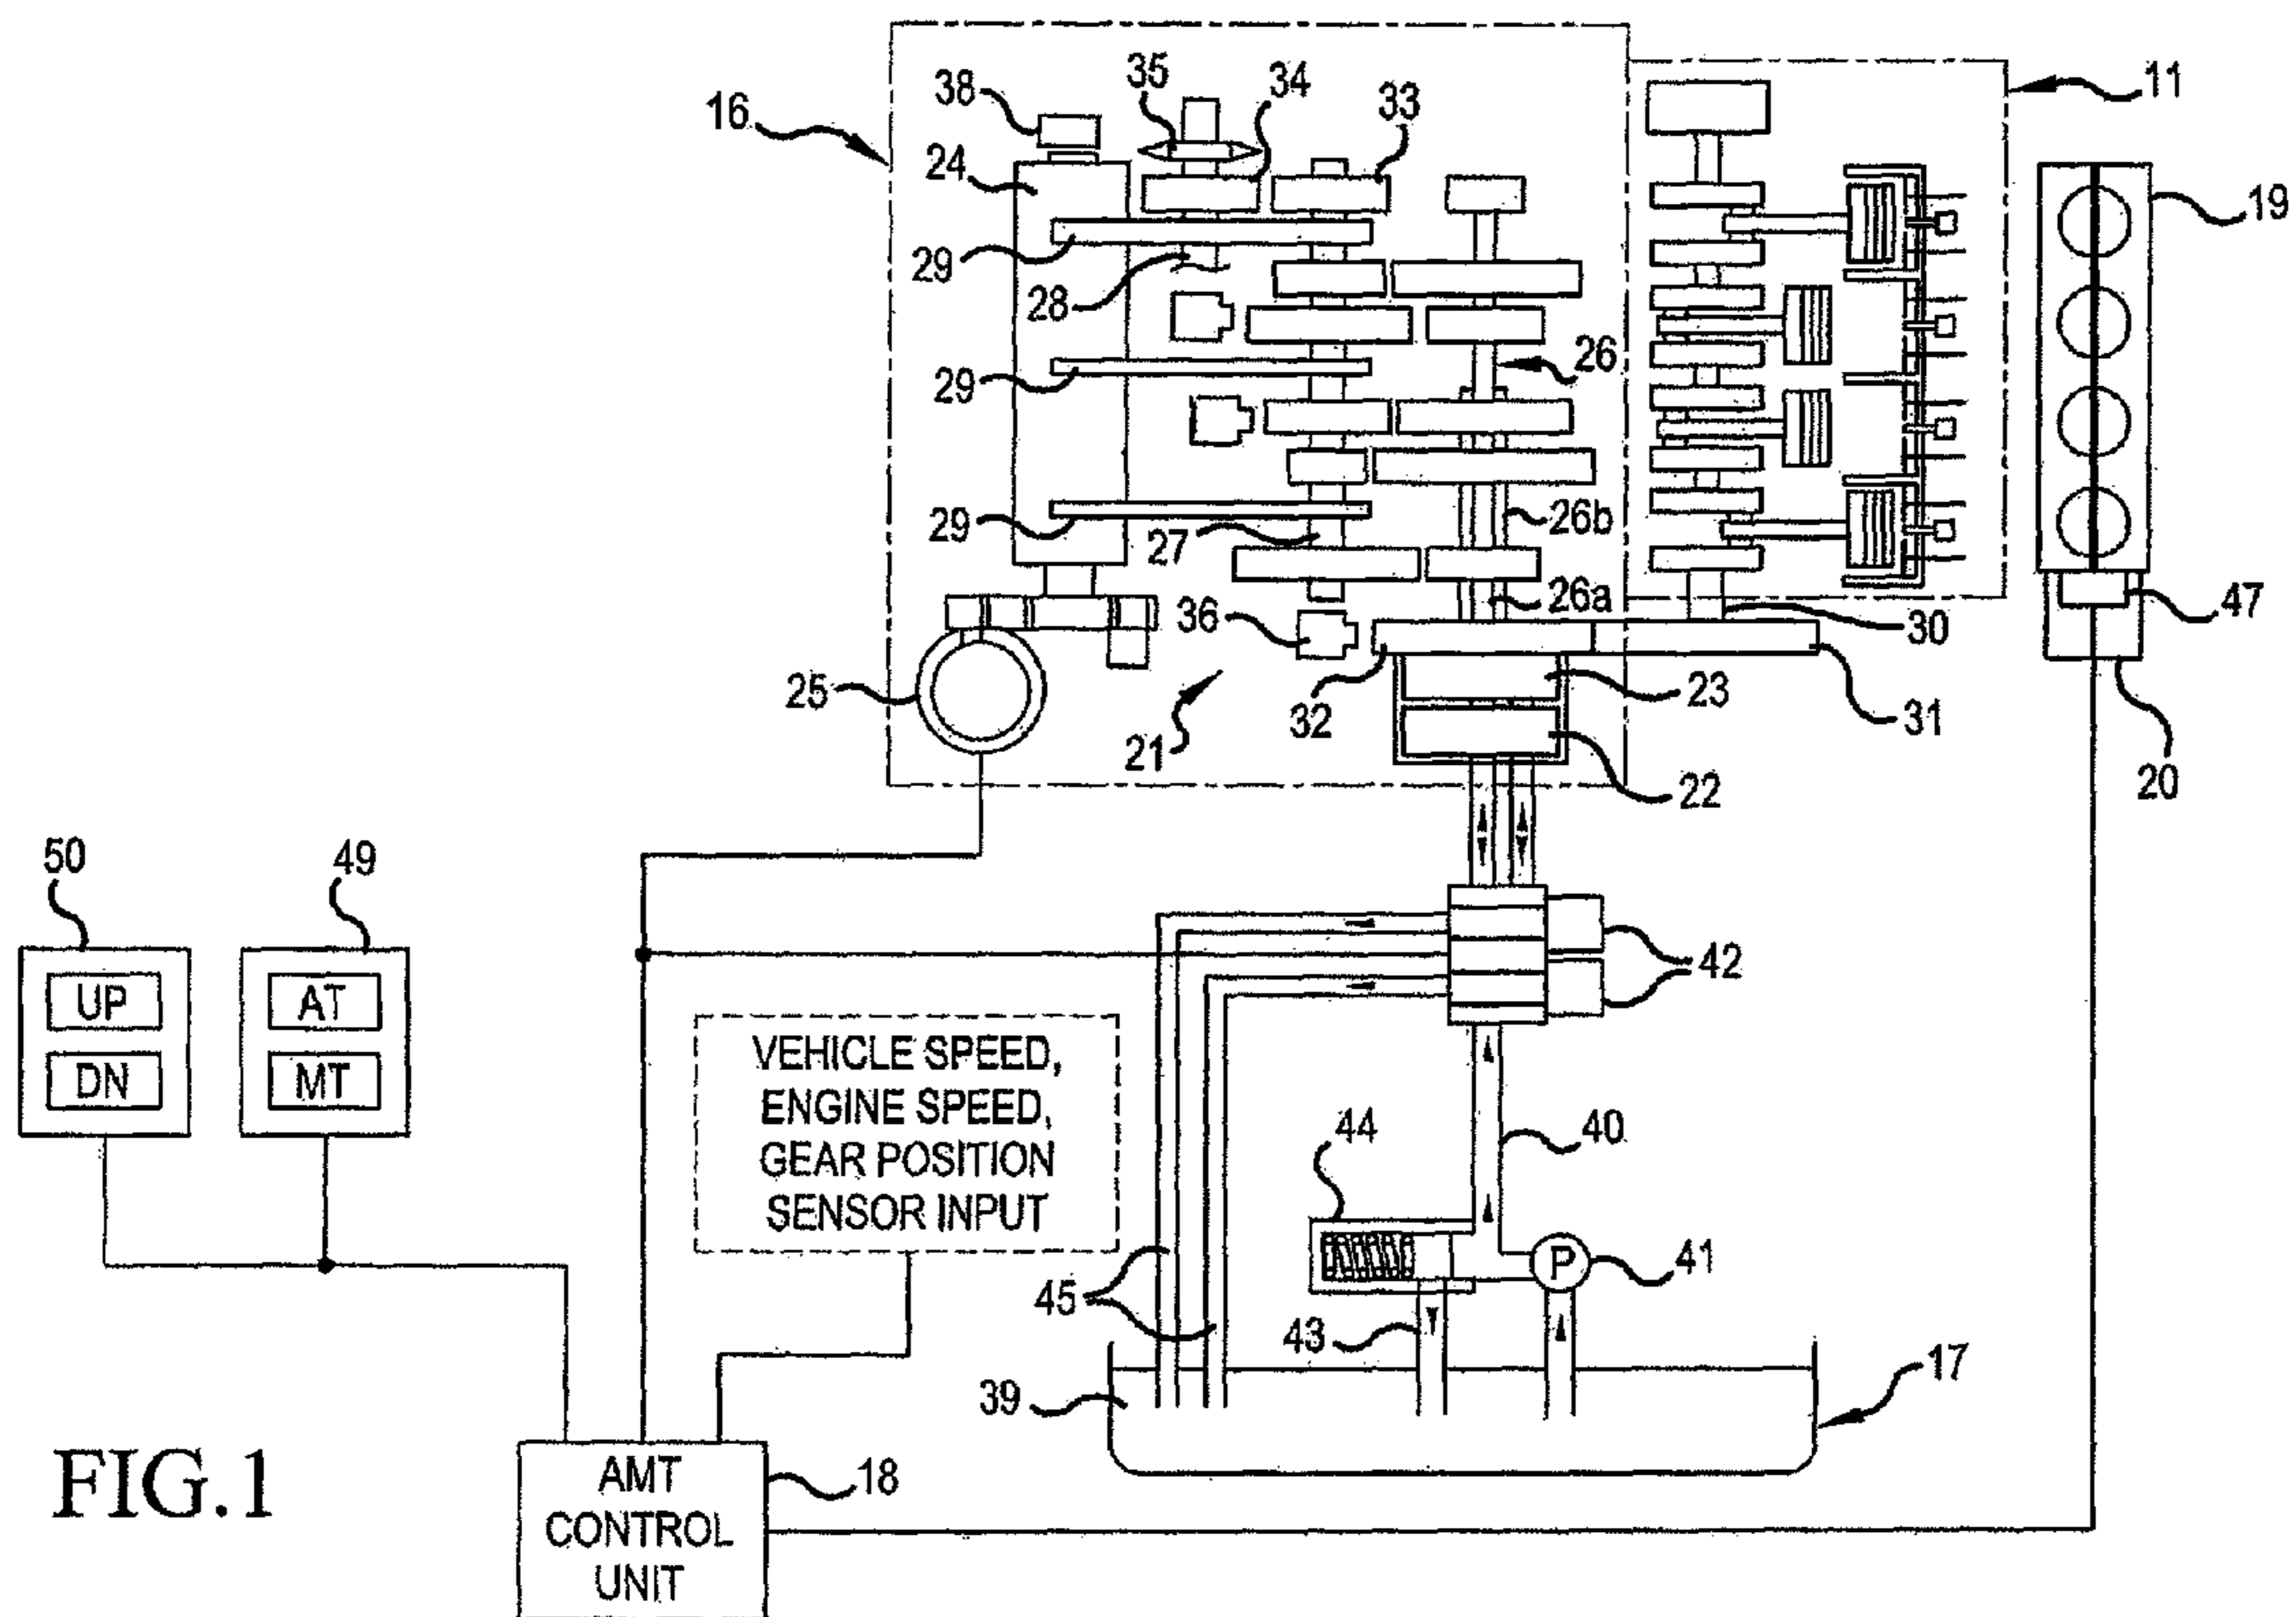 11
38
35
34
33
16
24
19
29
28
26
29
26b
29
27
26a
47
36
30
25
32
23
31
21
22
20
50
49
42
UP
AT
DN
MT
VEHICLE SPEED,
ENGINE SPEED,
GEAR POSITION
SENSOR INPUT
44
40
P
41
45
43
39
17
FIG.1
AMT
CONTROL
UNIT
18